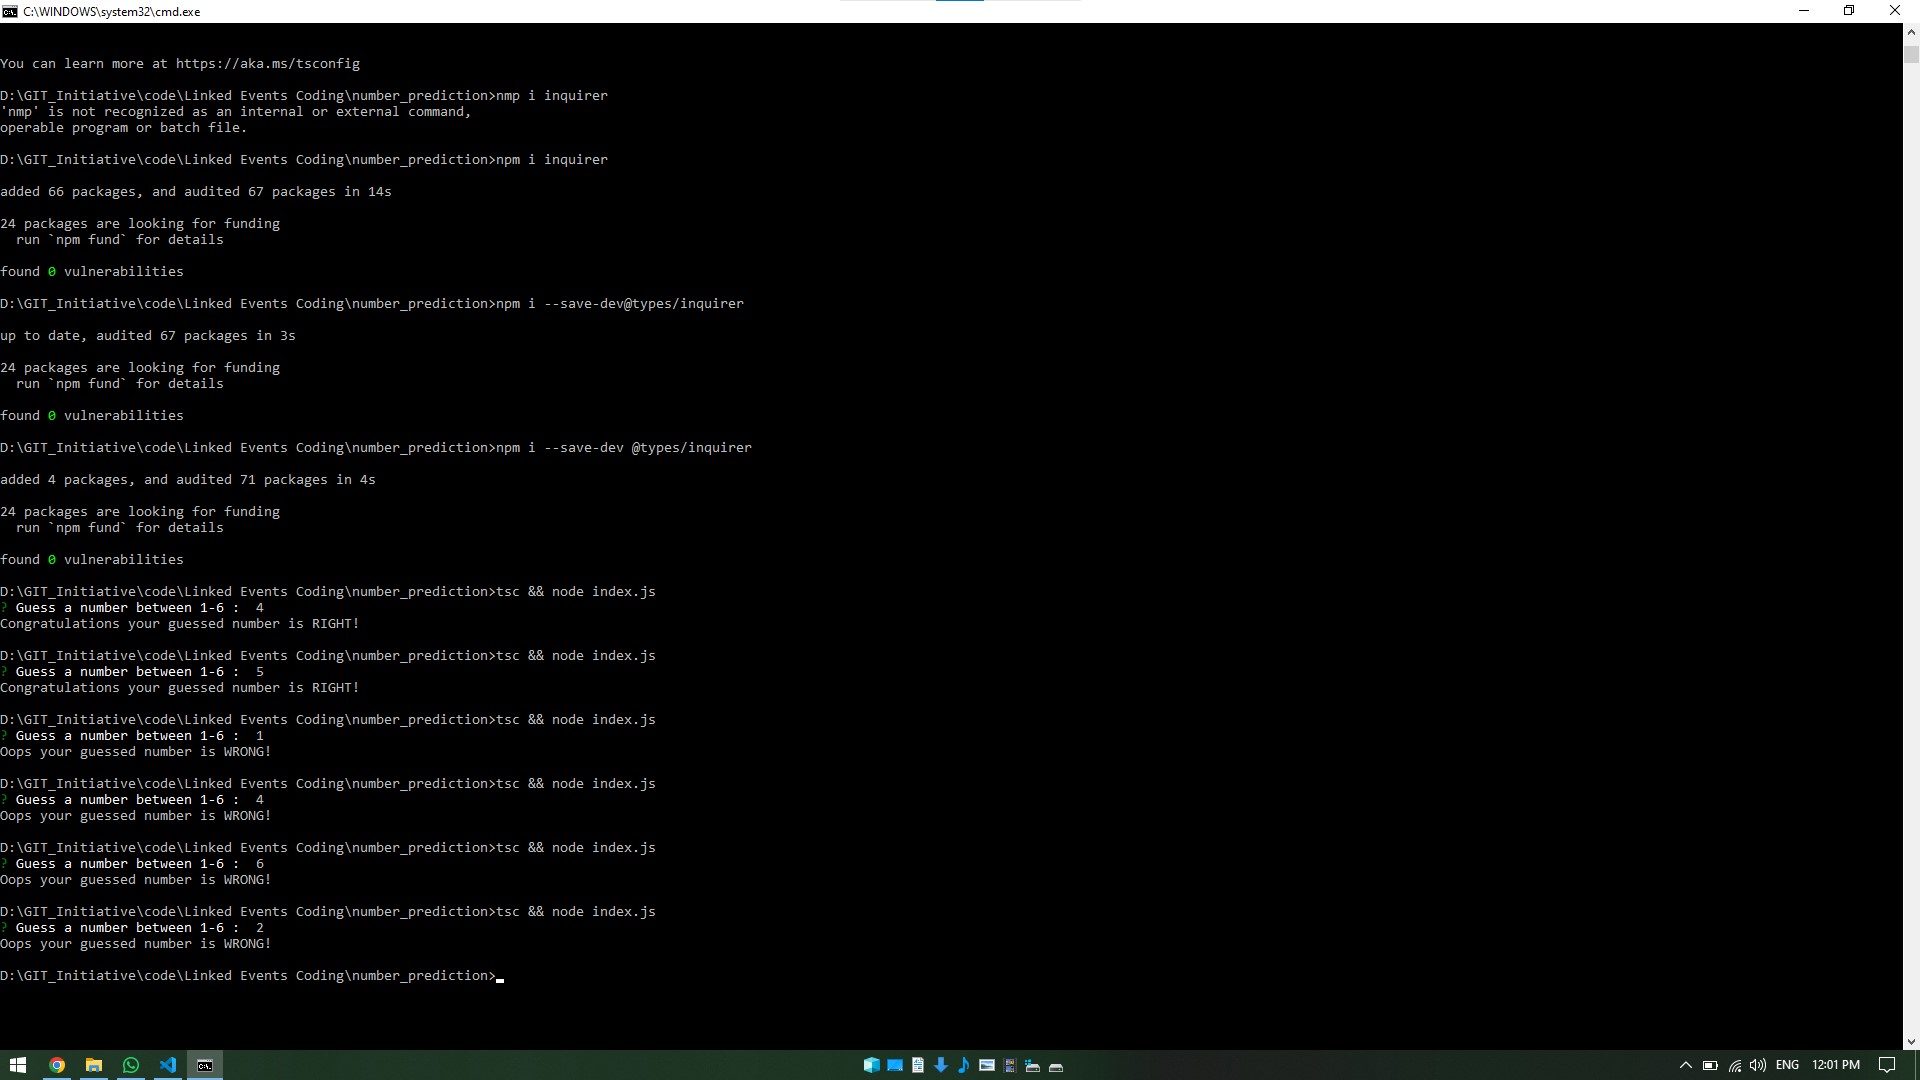 C:\WINDOWS\system32\cmd.exe
You can learn more at https://aka.ms/tsconfig
D:\GIT_Initiative\code\Linked Events Coding\number_prediction>nmp i inquirer
'nmp' is not recognized as an internal or external command,
operable program or batch file.
D:\GIT_Initiative\code\Linked Events Coding\number_prediction>npm i inquirer
added 66 packages, and audited 67 packages in 14s
24 packages are looking for funding
  run `npm fund` for details
found 0 vulnerabilities
D:\GIT_Initiative\code\Linked Events Coding\number_prediction>npm i --save-dev@types/inquirer
up to date, audited 67 packages in 3s
24 packages are looking for funding
  run `npm fund` for details
found 0 vulnerabilities
D:\GIT_Initiative\code\Linked Events Coding\number_prediction>npm i --save-dev @types/inquirer
added 4 packages, and audited 71 packages in 4s
24 packages are looking for funding
  run `npm fund` for details
found 0 vulnerabilities
D:\GIT_Initiative\code\Linked Events Coding\number_prediction>tsc && node index.js
? Guess a number between 1-6 :  4
Congratulations your guessed number is RIGHT!
D:\GIT_Initiative\code\Linked Events Coding\number_prediction>tsc && node index.js
? Guess a number between 1-6 :  5
Congratulations your guessed number is RIGHT!
D:\GIT_Initiative\code\Linked Events Coding\number_prediction>tsc && node index.js
? Guess a number between 1-6 :  1
Oops your guessed number is WRONG!
D:\GIT_Initiative\code\Linked Events Coding\number_prediction>tsc && node index.js
? Guess a number between 1-6 :  4
Oops your guessed number is WRONG!
D:\GIT_Initiative\code\Linked Events Coding\number_prediction>tsc && node index.js
? Guess a number between 1-6 :  6
Oops your guessed number is WRONG!
D:\GIT_Initiative\code\Linked Events Coding\number_prediction>tsc && node index.js
? Guess a number between 1-6 :  2
Oops your guessed number is WRONG!
D:\GIT_Initiative\code\Linked Events Coding\number_prediction>
ENG 12:01 PM